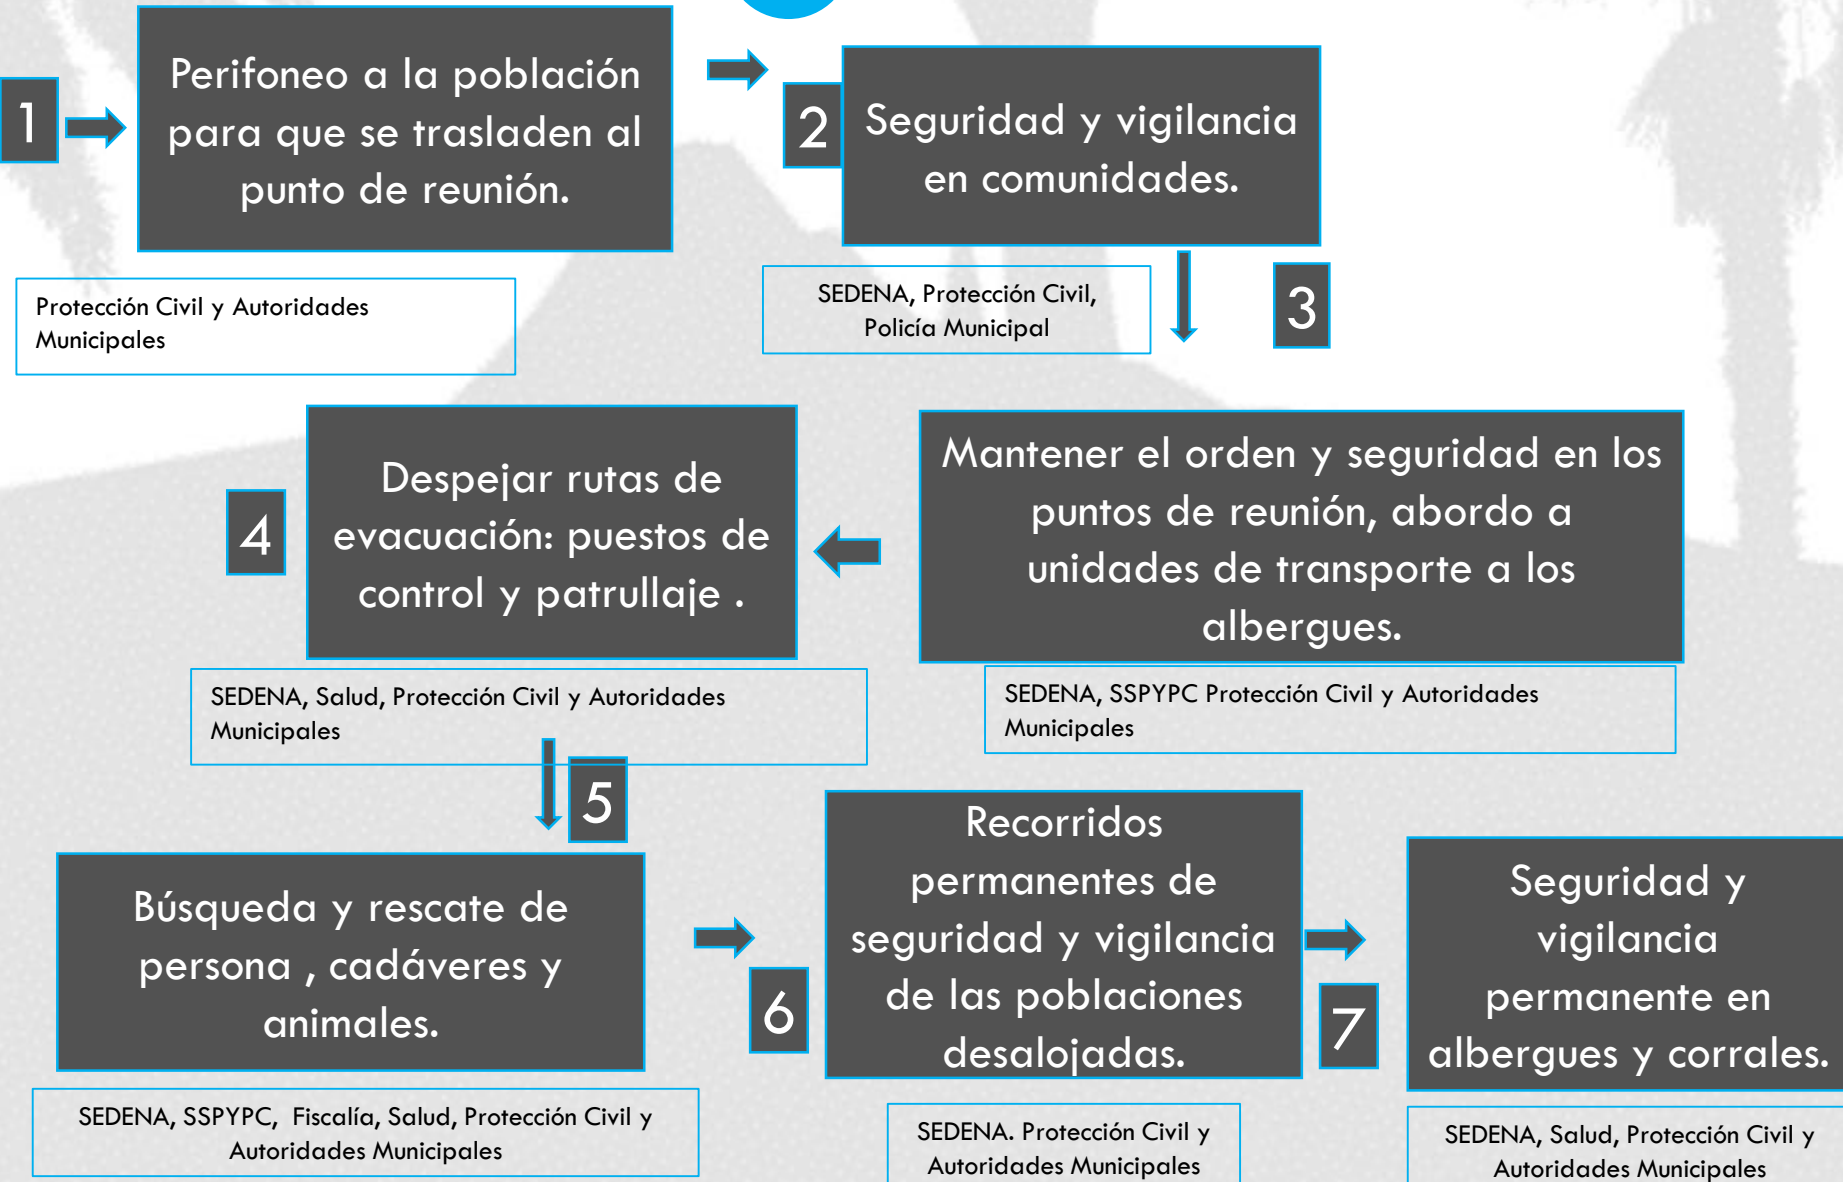 1
Perifoneo a la población
para que se trasladen al
punto de reunión.
Protección Civil y Autoridades
Municipales
2
Seguridad y vigilancia
en comunidades.
SEDENA, Protección Civil,
Policía Municipal
3
Mantener el orden y seguridad en los
puntos de reunión, abordo a
unidades de transporte a los
albergues.
SEDENA, SSPYPC Protección Civil y Autoridades
Municipales
4
Despejar rutas de
evacuación: puestos de
control y patrullaje .
SEDENA, Salud, Protección Civil y Autoridades
Municipales
5
Búsqueda y rescate de
persona , cadáveres y
animales.
SEDENA, SSPYPC, Fiscalía, Salud, Protección Civil y
Autoridades Municipales
6
Recorridos
permanentes de
seguridad y vigilancia
de las poblaciones
desalojadas.
SEDENA. Protección Civil y
Autoridades Municipales
7
Seguridad y
vigilancia
permanente en
albergues y corrales.
SEDENA, Salud, Protección Civil y
Autoridades Municipales